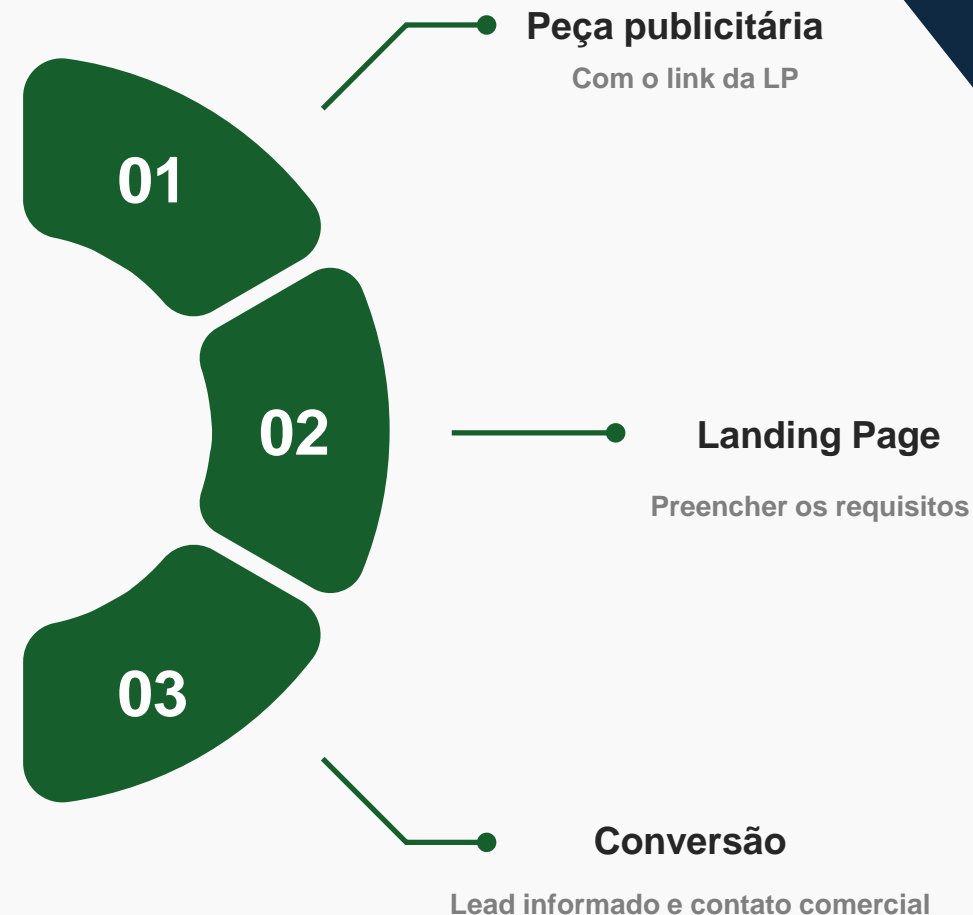 01
Peça publicitária
Com o link da LP
02
Landing Page
Preencher os requisitos
03
Conversão
Lead informado e contato comercial